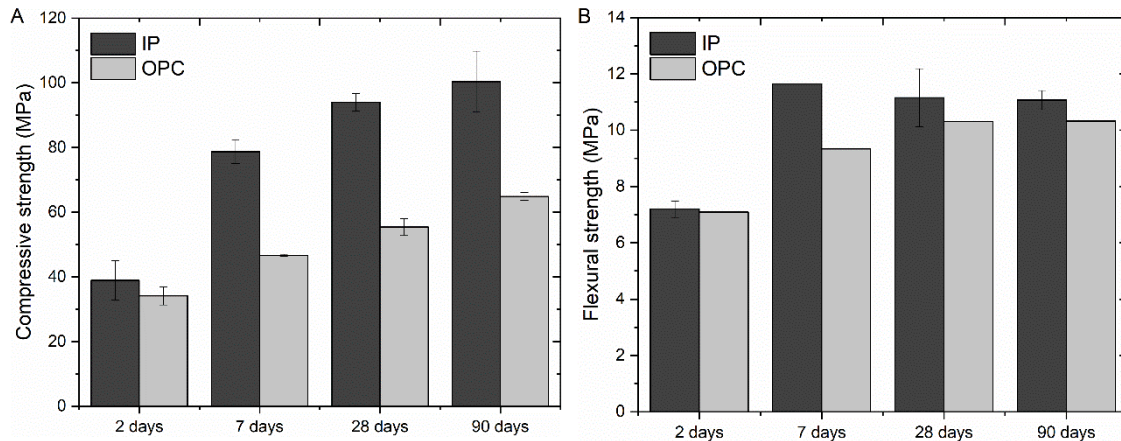 A
Compressive strength (MPa)
120
100
80
60
40
20
0
IP
OPC
2 days
7 days
28 days
90 days
B
Flexural strength (MPa)
14
12
10
8
6
4
2
0
IP
OPC
2 days
7 days
28 days
90 days